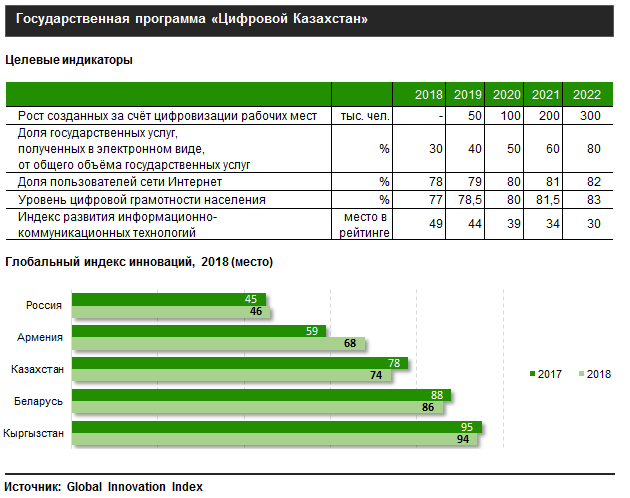 Государственная программа «Цифровой Казахстан»
Целевые индикаторы
2018 2019 2020 2021 2022
Рост созданных за счёт цифровизации рабочих мест тыс. чел. - 50 100 200 300
Доля государственных услуг,
полученных в электронном виде, % 30 40 50 60 80
от общего объёма государственных услуг
Доля пользователей сети Интернет % 78 79 80 81 82
Уровень цифровой грамотности населения % 77 78,5 80 81,5 83
Индекс развития информационно- место в
коммуникационных технологий рейтинге 49 44 39 34 30
Глобальный индекс инноваций, 2018 (место)
Россия 45
46
Армения 59
68
Казахстан 78
74
Беларусь 88
86
Кыргызстан 95
94
2017 2018
Источник: Global Innovation Index